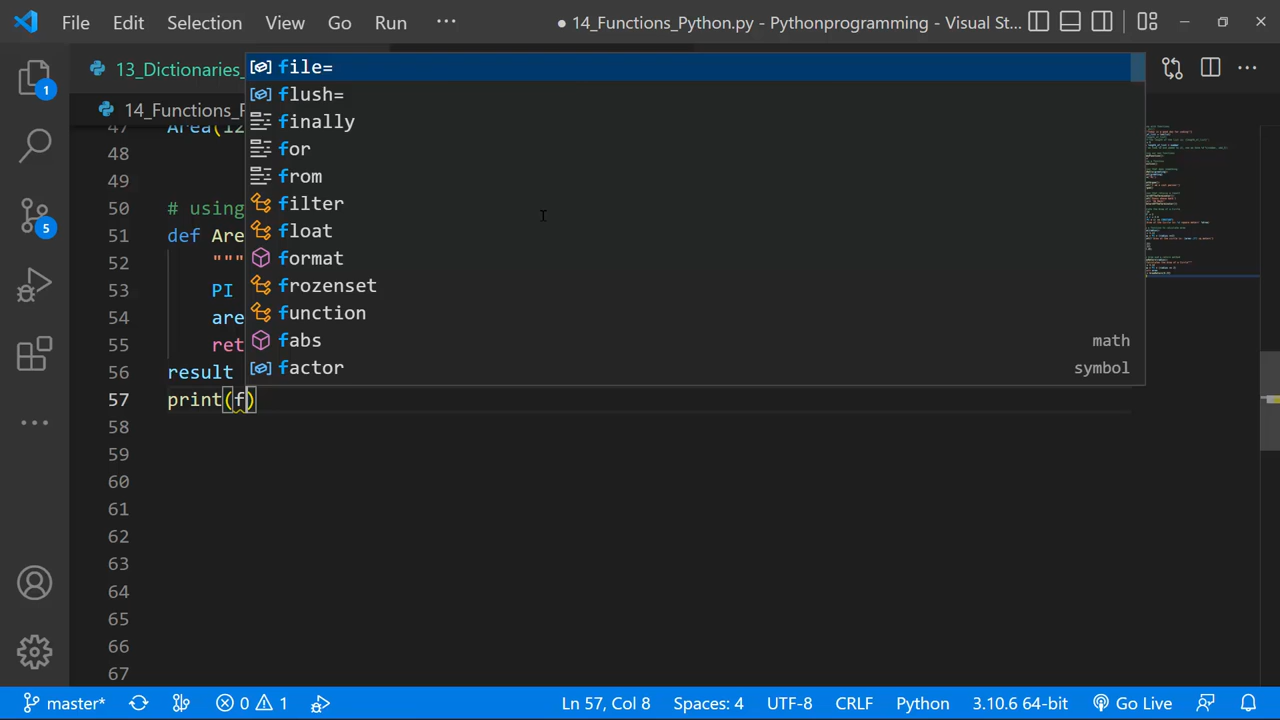 File Edit Selection View Go Run ··· ● 14_Functions_Python.py - Pythonprogramming - Visual St...
1
13_Dictionaries_
14_Functions_P
5
file=
flush=
finally
for
from
filter
float
format
frozenset
function
fabs math
factor symbol
47 Area(12
48
49
50 # using
51 def Are
52 """
53 PI
54 are
55 ret
56 result
57 print(f)
58
59
60
61
62
63
64
65
66
67
master* 0 1 Ln 57, Col 8 Spaces: 4 UTF-8 CRLF Python 3.10.6 64-bit Go Live